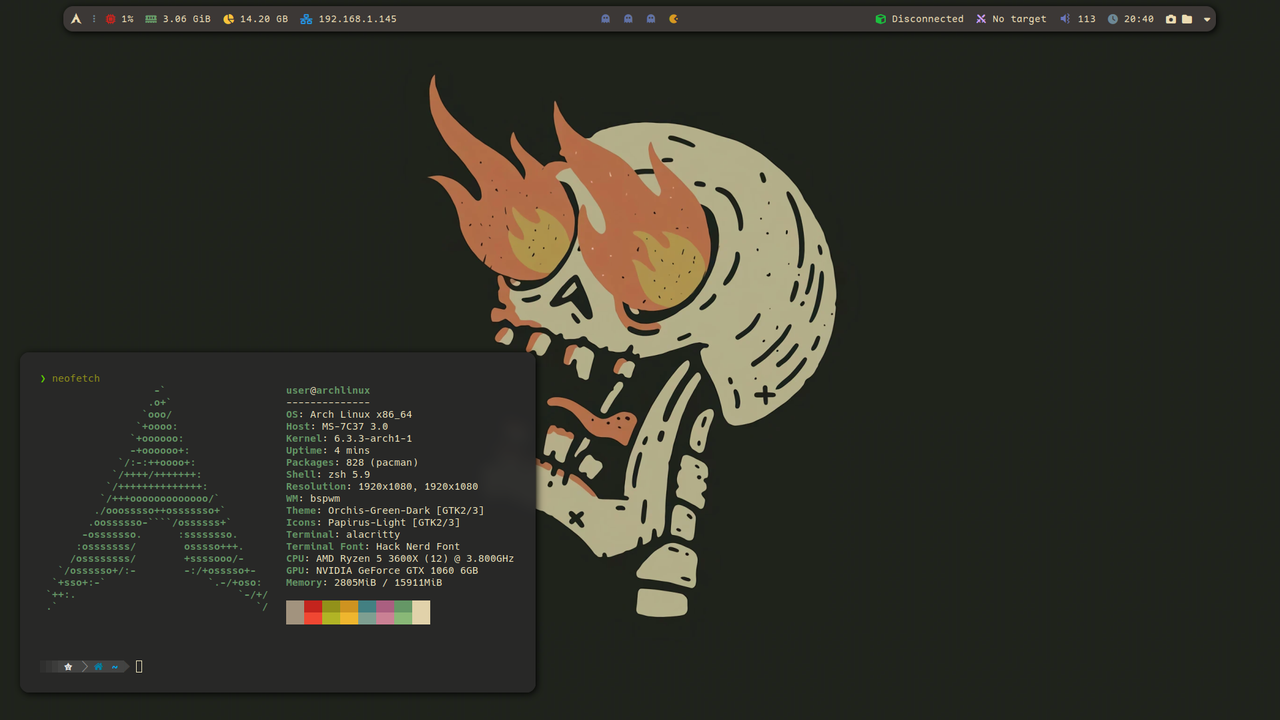 1% 3.06 GiB 14.20 GB 192.168.1.145 Disconnected No target 113 20:40
❯ neofetch
-`
.o+`
`ooo/
`+oooo:
`+oooooo:
-+oooooo+:
`/:-:++oooo+:
`/++++/+++++++:
`/++++++++++++++:
`/+++ooooooooooooo/`
./ooosssso++osssssso+`
.oossssso-````/ossssss+`
-osssssso. :ssssssso.
:osssssss/ osssso+++.
/ossssssss/ +ssssooo/-
`/ossssso+/:- -:/+osssso+-
`+sso+:-` `.-/+oso:
`++:. `-/+/
.` `/
user@archlinux
--------------
OS: Arch Linux x86_64
Host: MS-7C37 3.0
Kernel: 6.3.3-arch1-1
Uptime: 4 mins
Packages: 828 (pacman)
Shell: zsh 5.9
Resolution: 1920x1080, 1920x1080
WM: bspwm
Theme: Orchis-Green-Dark [GTK2/3]
Icons: Papirus-Light [GTK2/3]
Terminal: alacritty
Terminal Font: Hack Nerd Font
CPU: AMD Ryzen 5 3600X (12) @ 3.800GHz
GPU: NVIDIA GeForce GTX 1060 6GB
Memory: 2805MiB / 15911MiB
~